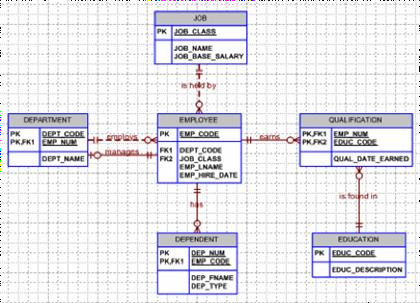 JOB
PK JOB_CLASS
JOB_NAME
JOB_BASE_SALARY
is held by
DEPARTMENT
PK DEPT_CODE
PK,FK1 EMP_NUM
DEPT_NAME
employs
manages
EMPLOYEE
PK EMP_CODE
FK1 DEPT_CODE
FK2 JOB_CLASS
EMP_LNAME
EMP_HIRE_DATE
earns
QUALIFICATION
PK,FK1 EMP_NUM
PK,FK2 EDUC_CODE
QUAL_DATE_EARNED
has
is found in
DEPENDENT
PK DEP_NUM
PK,FK1 EMP_CODE
DEP_FNAME
DEP_TYPE
EDUCATION
PK EDUC_CODE
EDUC_DESCRIPTION